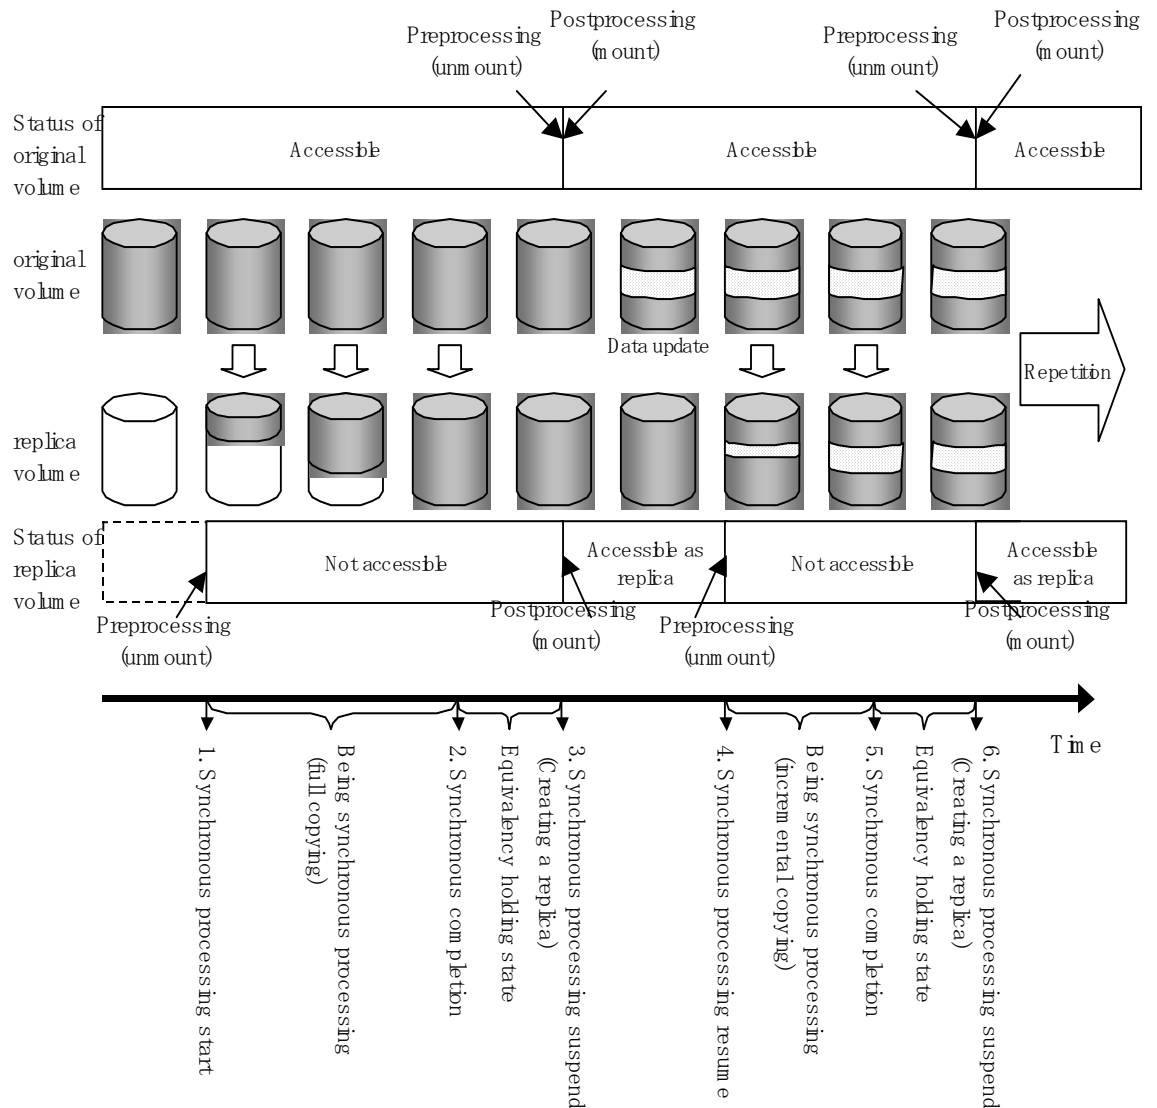 Preprocessing
(unmount)
Postprocessing
(mount)
Preprocessing
(unmount)
Postprocessing
(mount)
Status of
original
volume
Accessible
Accessible
Accessible
original
volume
Data update
Repetition
replica
volume
Status of
replica
volume
Not accessible
Accessible as
replica
Not accessible
Accessible
as replica
Preprocessing
(unmount)
Postprocessing
(mount)
Preprocessing
(unmount)
Postprocessing
(mount)
Time
1. Synchronous processing start
Being synchronous processing
(full copying)
2. Synchronous completion
Equivalency holding state
3. Synchronous processing suspend
(Creating a replica)
4. Synchronous processing resume
Being synchronous processing
(incremental copying)
5. Synchronous completion
Equivalency holding state
6. Synchronous processing suspend
(Creating a replica)